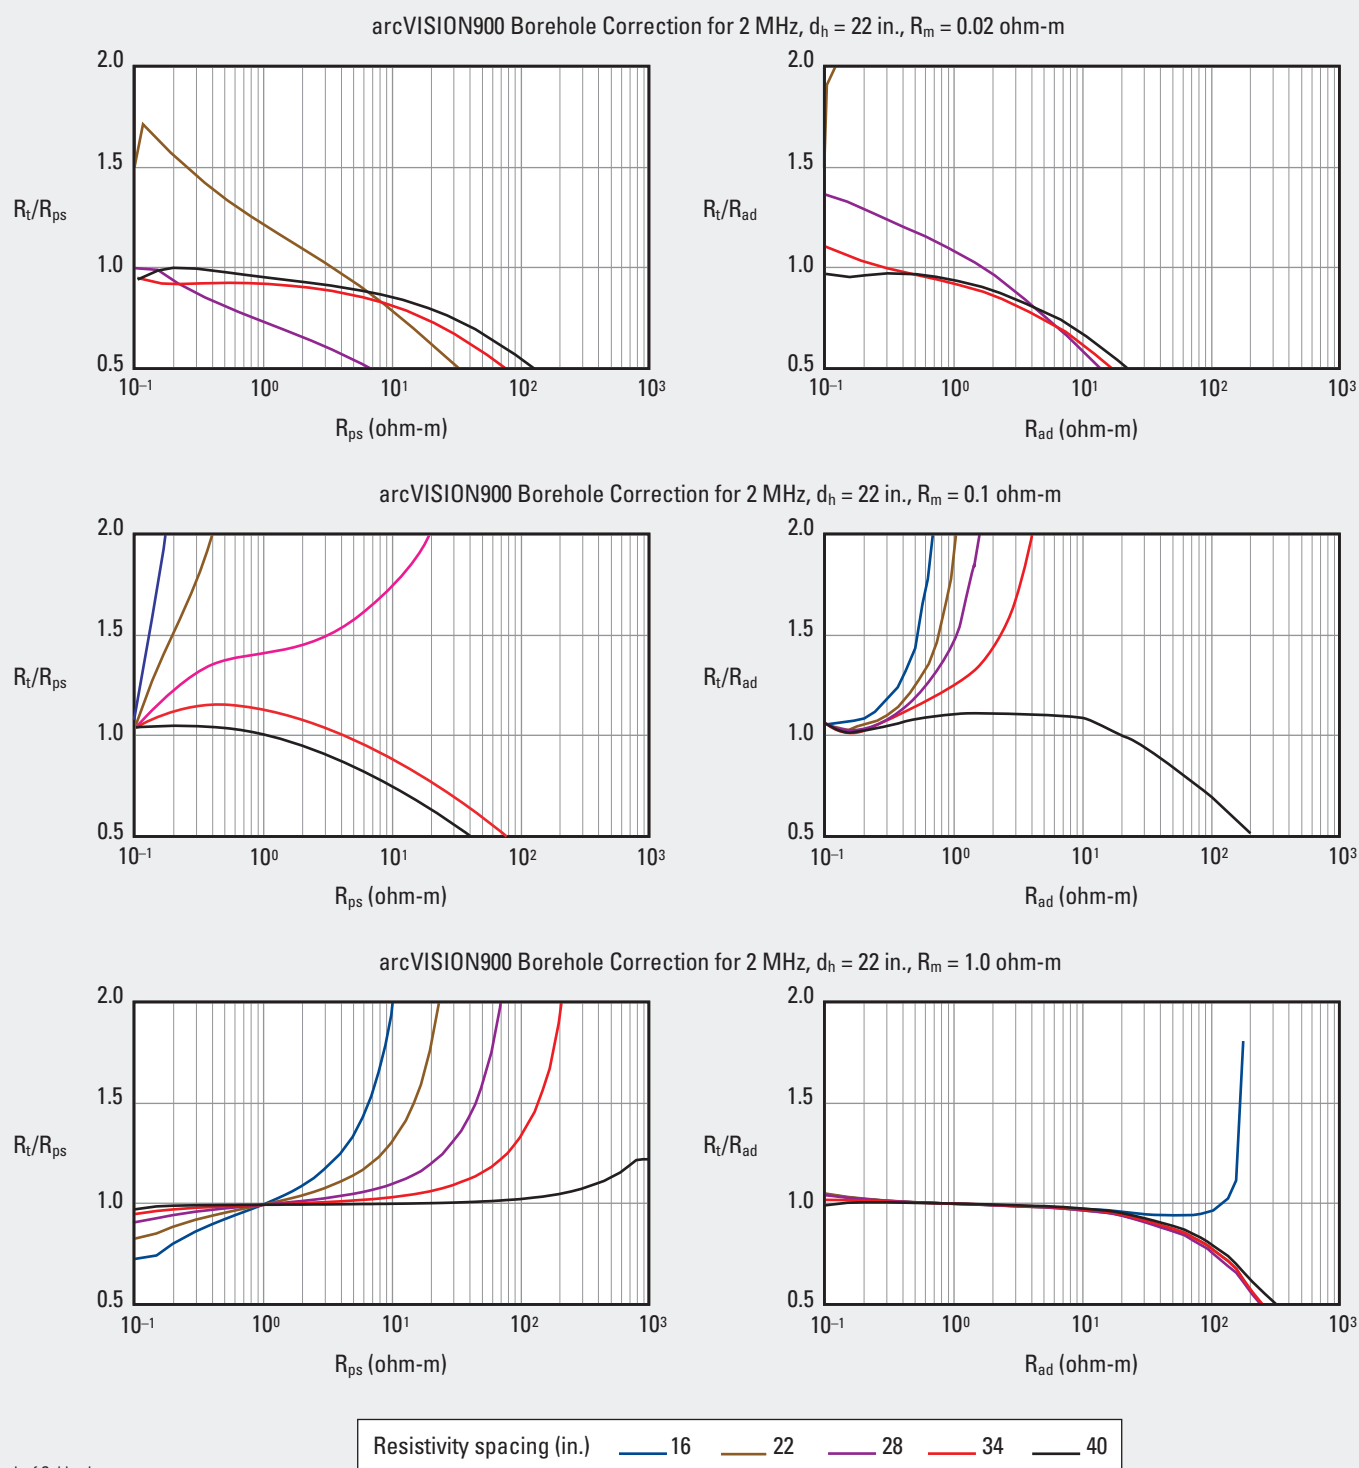 arcVISION900 Borehole Correction for 2 MHz, dh = 22 in., Rm = 0.02 ohm-m
2.0
1.5
Rt/Rps
1.0
0.5
10–1 100 101 102 103
Rps (ohm-m)
2.0
1.5
Rt/Rad
1.0
0.5
10–1 100 101 102 103
Rad (ohm-m)
arcVISION900 Borehole Correction for 2 MHz, dh = 22 in., Rm = 0.1 ohm-m
2.0
1.5
Rt/Rps
1.0
0.5
10–1 100 101 102 103
Rps (ohm-m)
2.0
1.5
Rt/Rad
1.0
0.5
10–1 100 101 102 103
Rad (ohm-m)
arcVISION900 Borehole Correction for 2 MHz, dh = 22 in., Rm = 1.0 ohm-m
2.0
1.5
Rt/Rps
1.0
0.5
10–1 100 101 102 103
Rps (ohm-m)
2.0
1.5
Rt/Rad
1.0
0.5
10–1 100 101 102 103
Rad (ohm-m)
Resistivity spacing (in.) 16 22 28 34 40